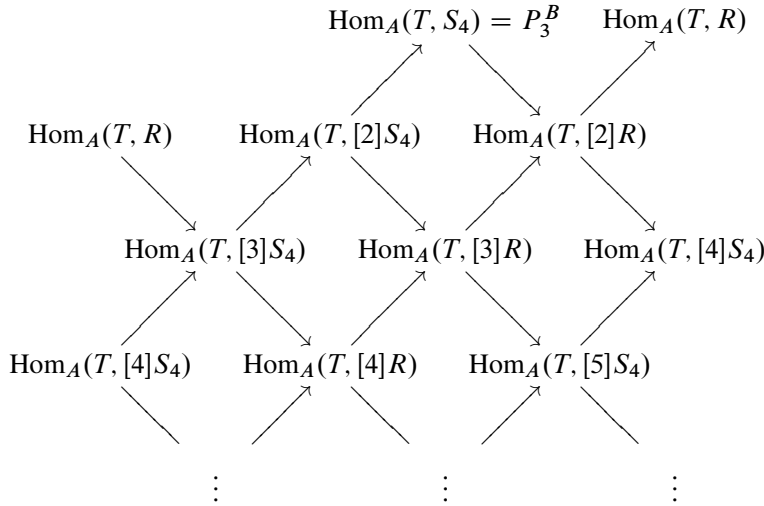 Hom_A(T, S_4) = P_3^B Hom_A(T, R)
Hom_A(T, R) Hom_A(T, [2]S_4) Hom_A(T, [2]R)
Hom_A(T, [3]S_4) Hom_A(T, [3]R) Hom_A(T, [4]S_4)
Hom_A(T, [4]S_4) Hom_A(T, [4]R) Hom_A(T, [5]S_4)
⋮ ⋮ ⋮